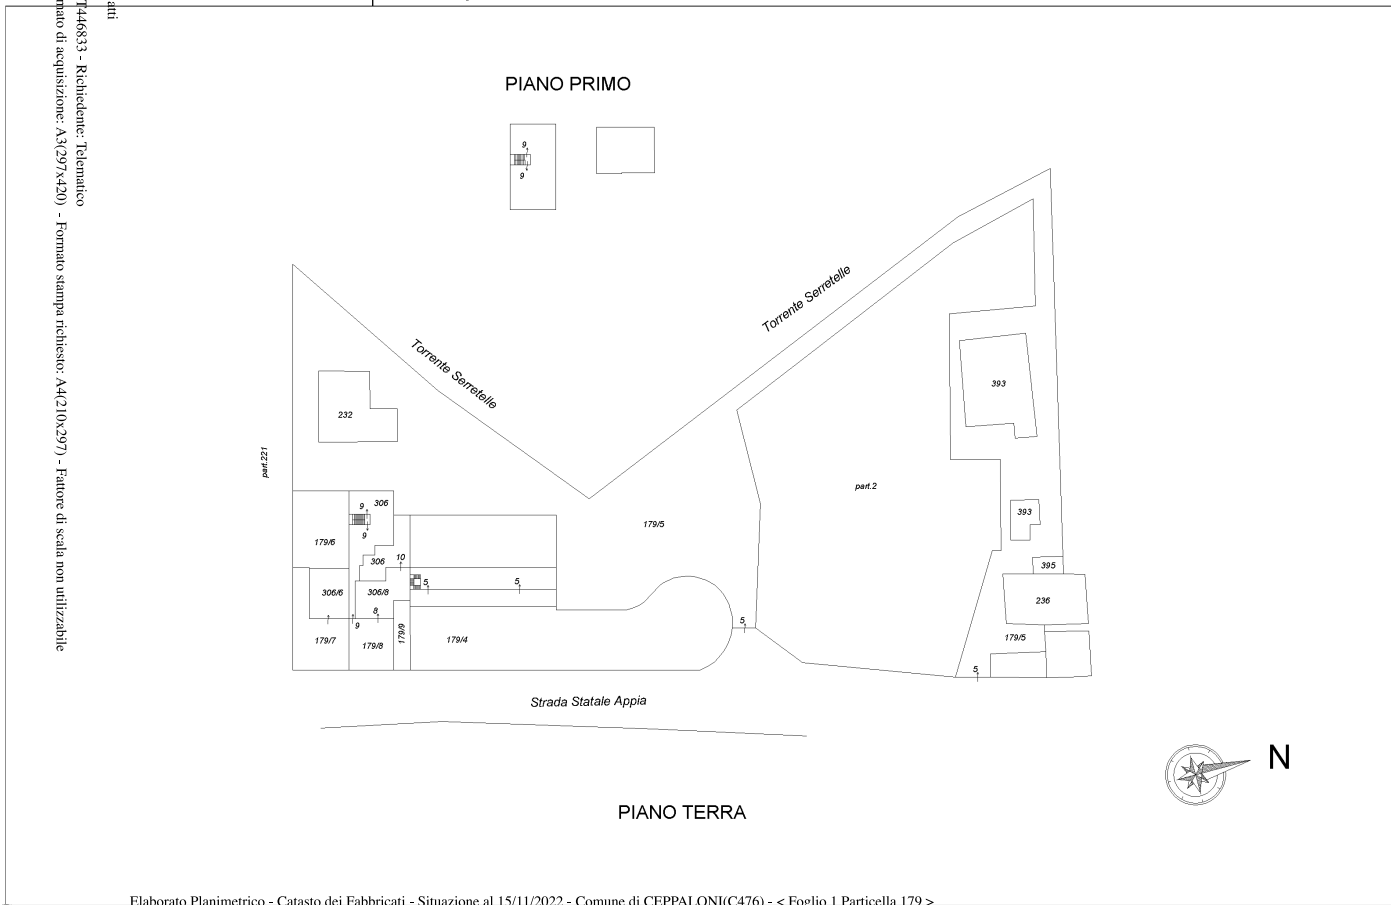 atti
T446833 - Richiedente: Telematico
mato di acquisizione: A3(297x420) - Formato stampa richiesto: A4(210x297) - Fattore di scala non utilizzabile
PIANO PRIMO
9
9
Torrente Serretelle
Torrente Serretelle
232
393
part.221
part.2
306
9
9
179/6
179/5
393
306
10
395
5
5
306/6
306/8
236
8
9
5
179/7
179/8
179/9
179/4
179/5
5
Strada Statale Appia
N
PIANO TERRA
Elaborato Planimetrico - Catasto dei Fabbricati - Situazione al 15/11/2022 - Comune di CEPPALONI(C476) - < Foglio 1 Particella 179 >